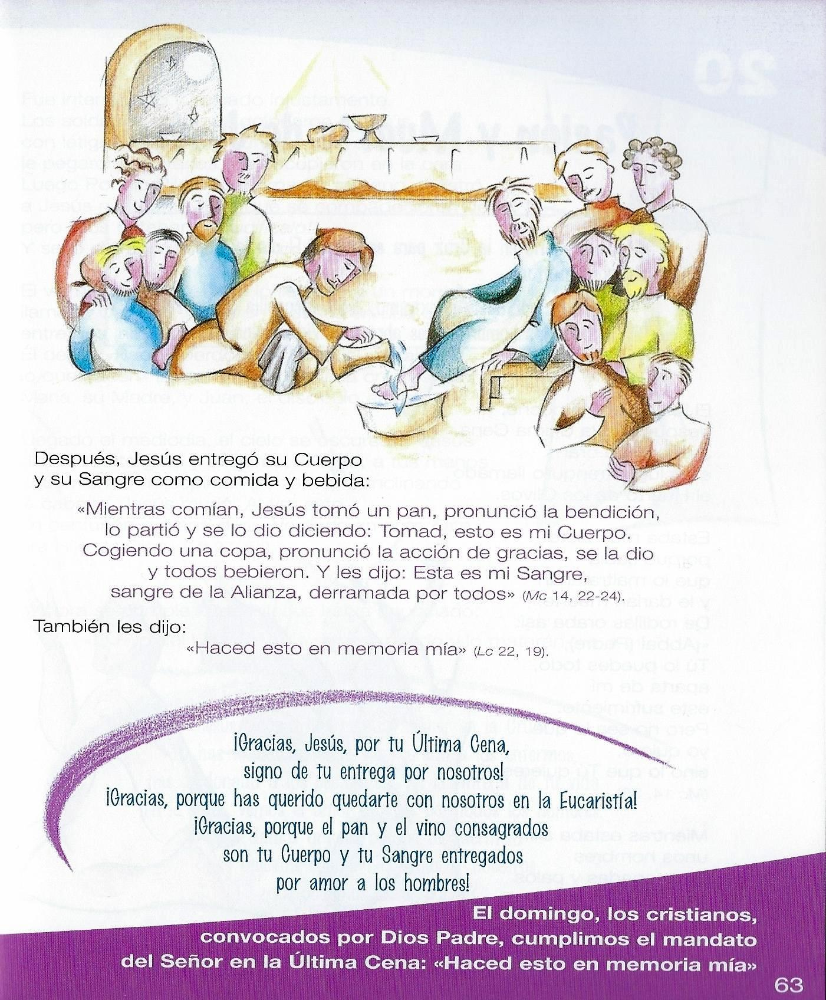 Después, Jesús entregó su Cuerpo
y su Sangre como comida y bebida:
«Mientras comían, Jesús tomó un pan, pronunció la bendición,
lo partió y se lo dio diciendo: Tomad, esto es mi Cuerpo.
Cogiendo una copa, pronunció la acción de gracias, se la dio
y todos bebieron. Y les dijo: Esta es mi Sangre,
sangre de la Alianza, derramada por todos» (Mc 14, 22-24).
También les dijo:
«Haced esto en memoria mía» (Lc 22, 19).
¡Gracias, Jesús, por tu Última Cena,
signo de tu entrega por nosotros!
¡Gracias, porque has querido quedarte con nosotros en la Eucaristía!
¡Gracias, porque el pan y el vino consagrados
son tu Cuerpo y tu Sangre entregados
por amor a los hombres!
El domingo, los cristianos,
convocados por Dios Padre, cumplimos el mandato
del Señor en la Última Cena: «Haced esto en memoria mía»
63